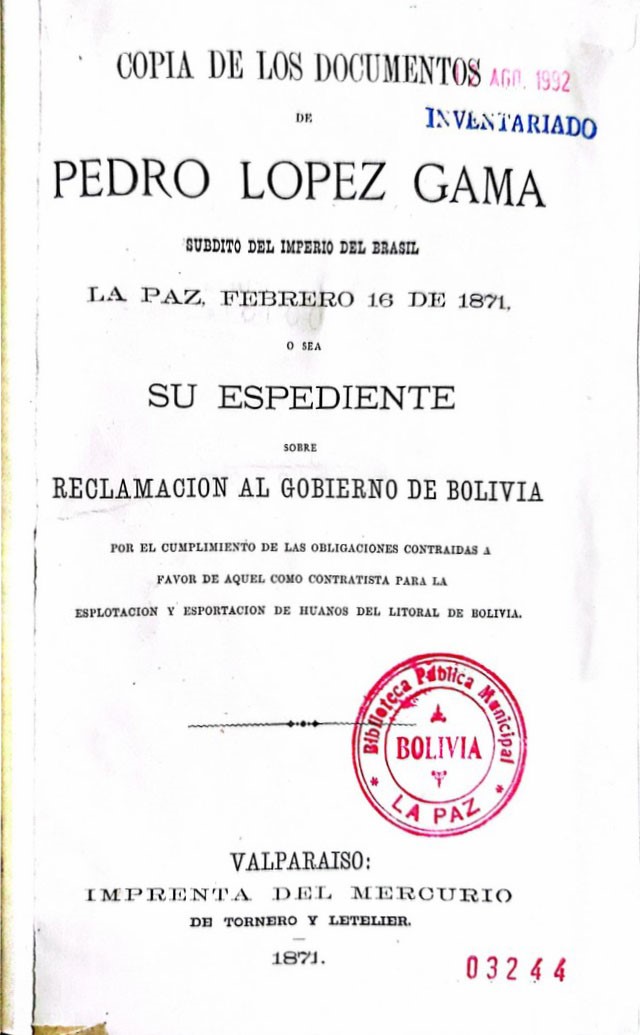 COPIA DE LOS DOCUMENTOS
AGO. 1992
DE
INVENTARIADO
PEDRO LOPEZ GAMA
SUBDITO DEL IMPERIO DEL BRASIL
LA PAZ, FEBRERO 16 DE 1871,
O SEA
SU ESPEDIENTE
SOBRE
RECLAMACION AL GOBIERNO DE BOLIVIA
POR EL CUMPLIMIENTO DE LAS OBLIGACIONES CONTRAIDAS A
FAVOR DE AQUEL COMO CONTRATISTA PARA LA
ESPLOTACION Y ESPORTACION DE HUANOS DEL LITORAL DE BOLIVIA.
Biblioteca Pública Municipal
BOLIVIA
* LA PAZ *
VALPARAISO:
IMPRENTA DEL MERCURIO
DE TORNERO Y LETELIER.
1871.
03244